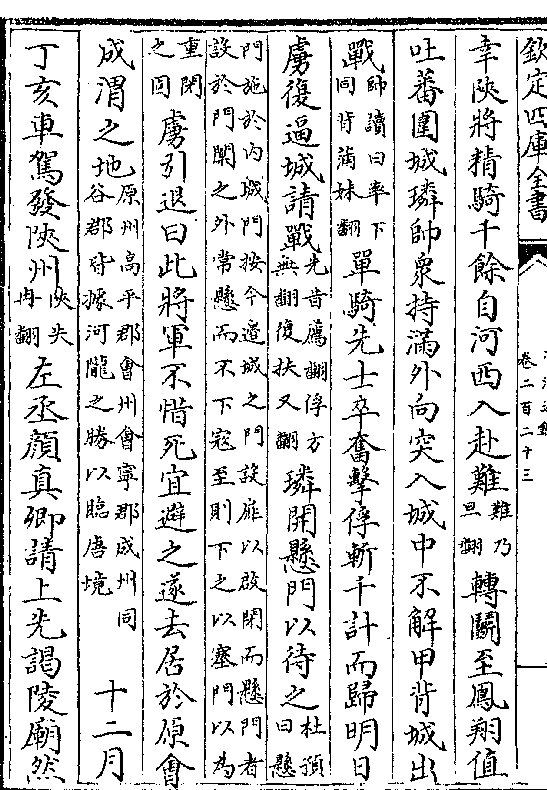 欽定四庫全書
卷二百二十三
幸陝將精騎千餘自河西入赴難難乃旦翻轉鬬至鳳翔值
吐蕃圍城璘帥衆持滿外向突入城中不解甲背城出
戰帥讀曰率下同背蒲妹翻單騎先士卒奮擊俘斬千計而歸明日
虜復逼城請戰先昔薦翻俘方無翻復扶又翻璘開懸門以待之杜預曰懸
門施於内城門按今邊城之門設扉以啟閉而懸門者
設於門闑之外常懸而不下寇至則下之以塞門以為
重閉之固虜引退曰此將軍不惜死宜避之遂去居於原會
成渭之地原州高平郡會州會寧郡成州同谷郡皆據河隴之勝以臨唐境十二月
丁亥車駕發陝州陝失冉翻左丞顔真卿請上先謁陵廟然